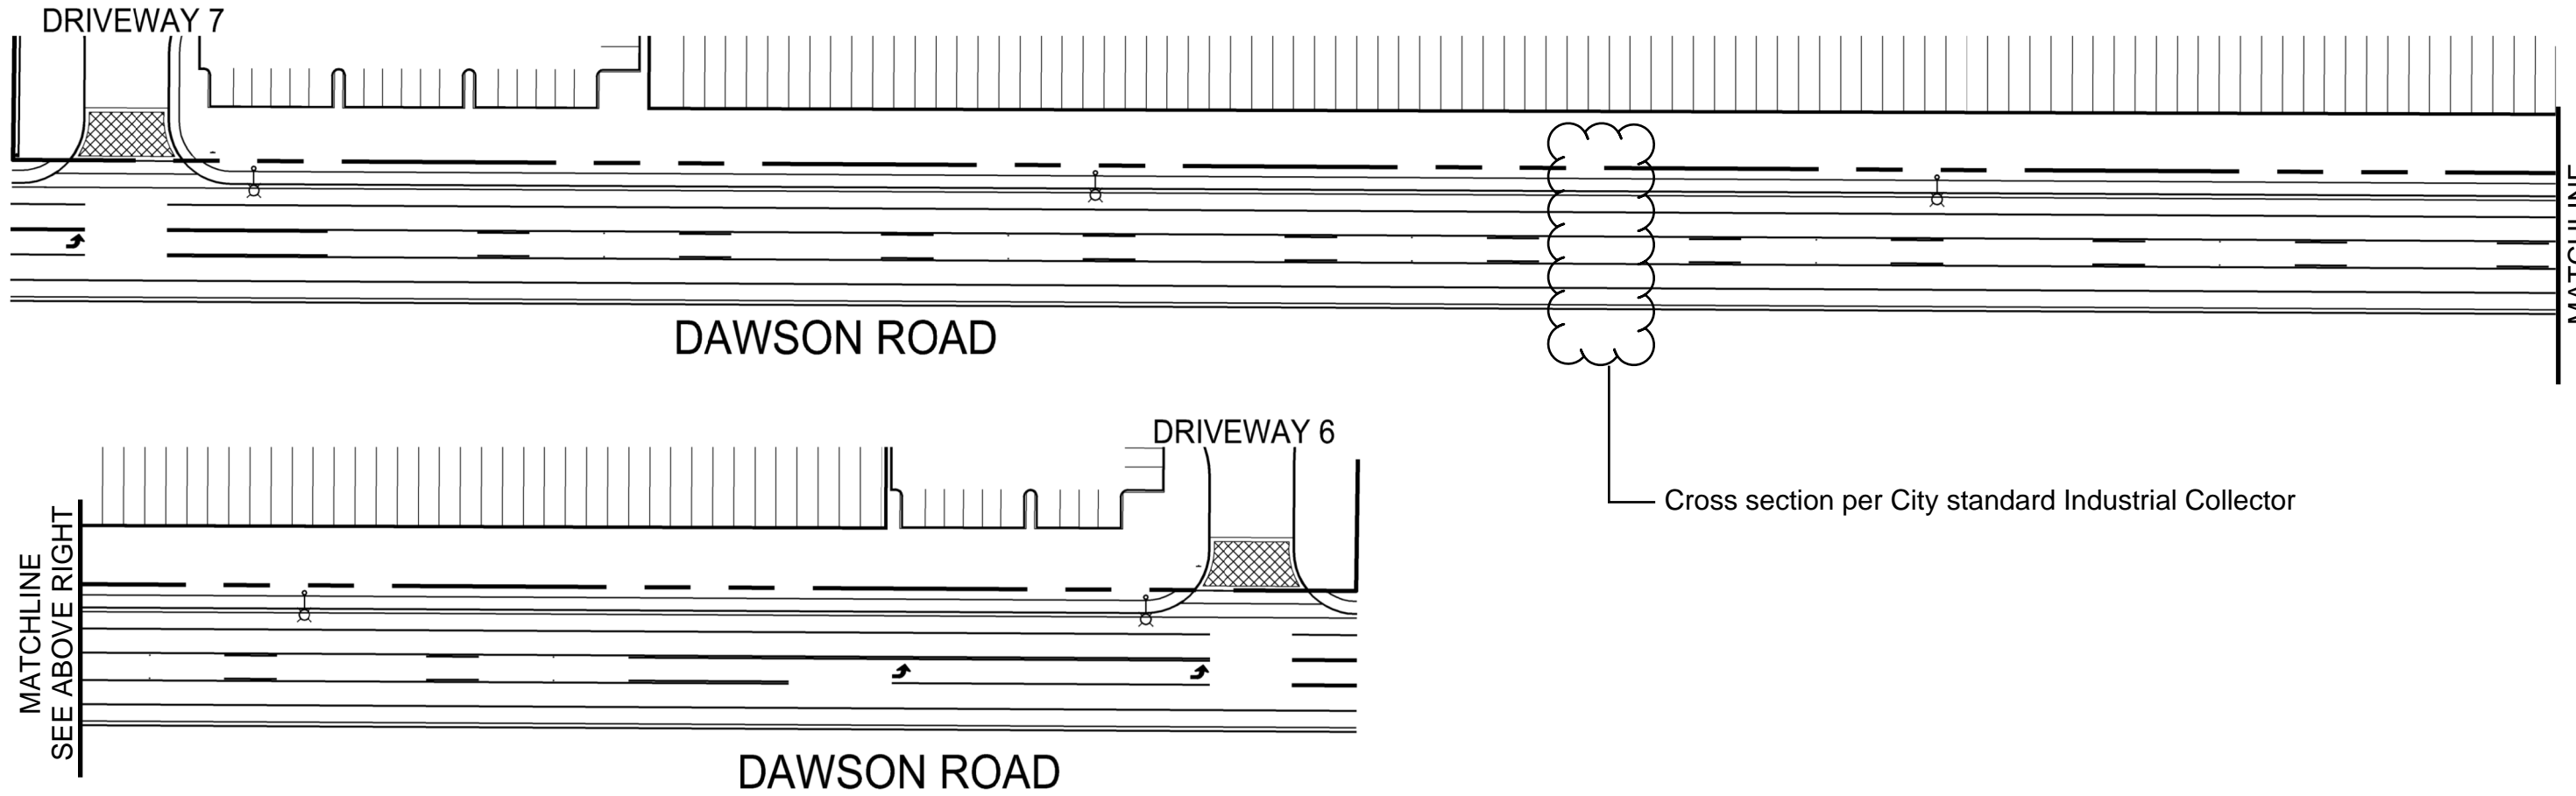 DRIVEWAY 7
MATCHLINE
DAWSON ROAD
DRIVEWAY 6
Cross section per City standard Industrial Collector
MATCHLINE
SEE ABOVE RIGHT
DAWSON ROAD